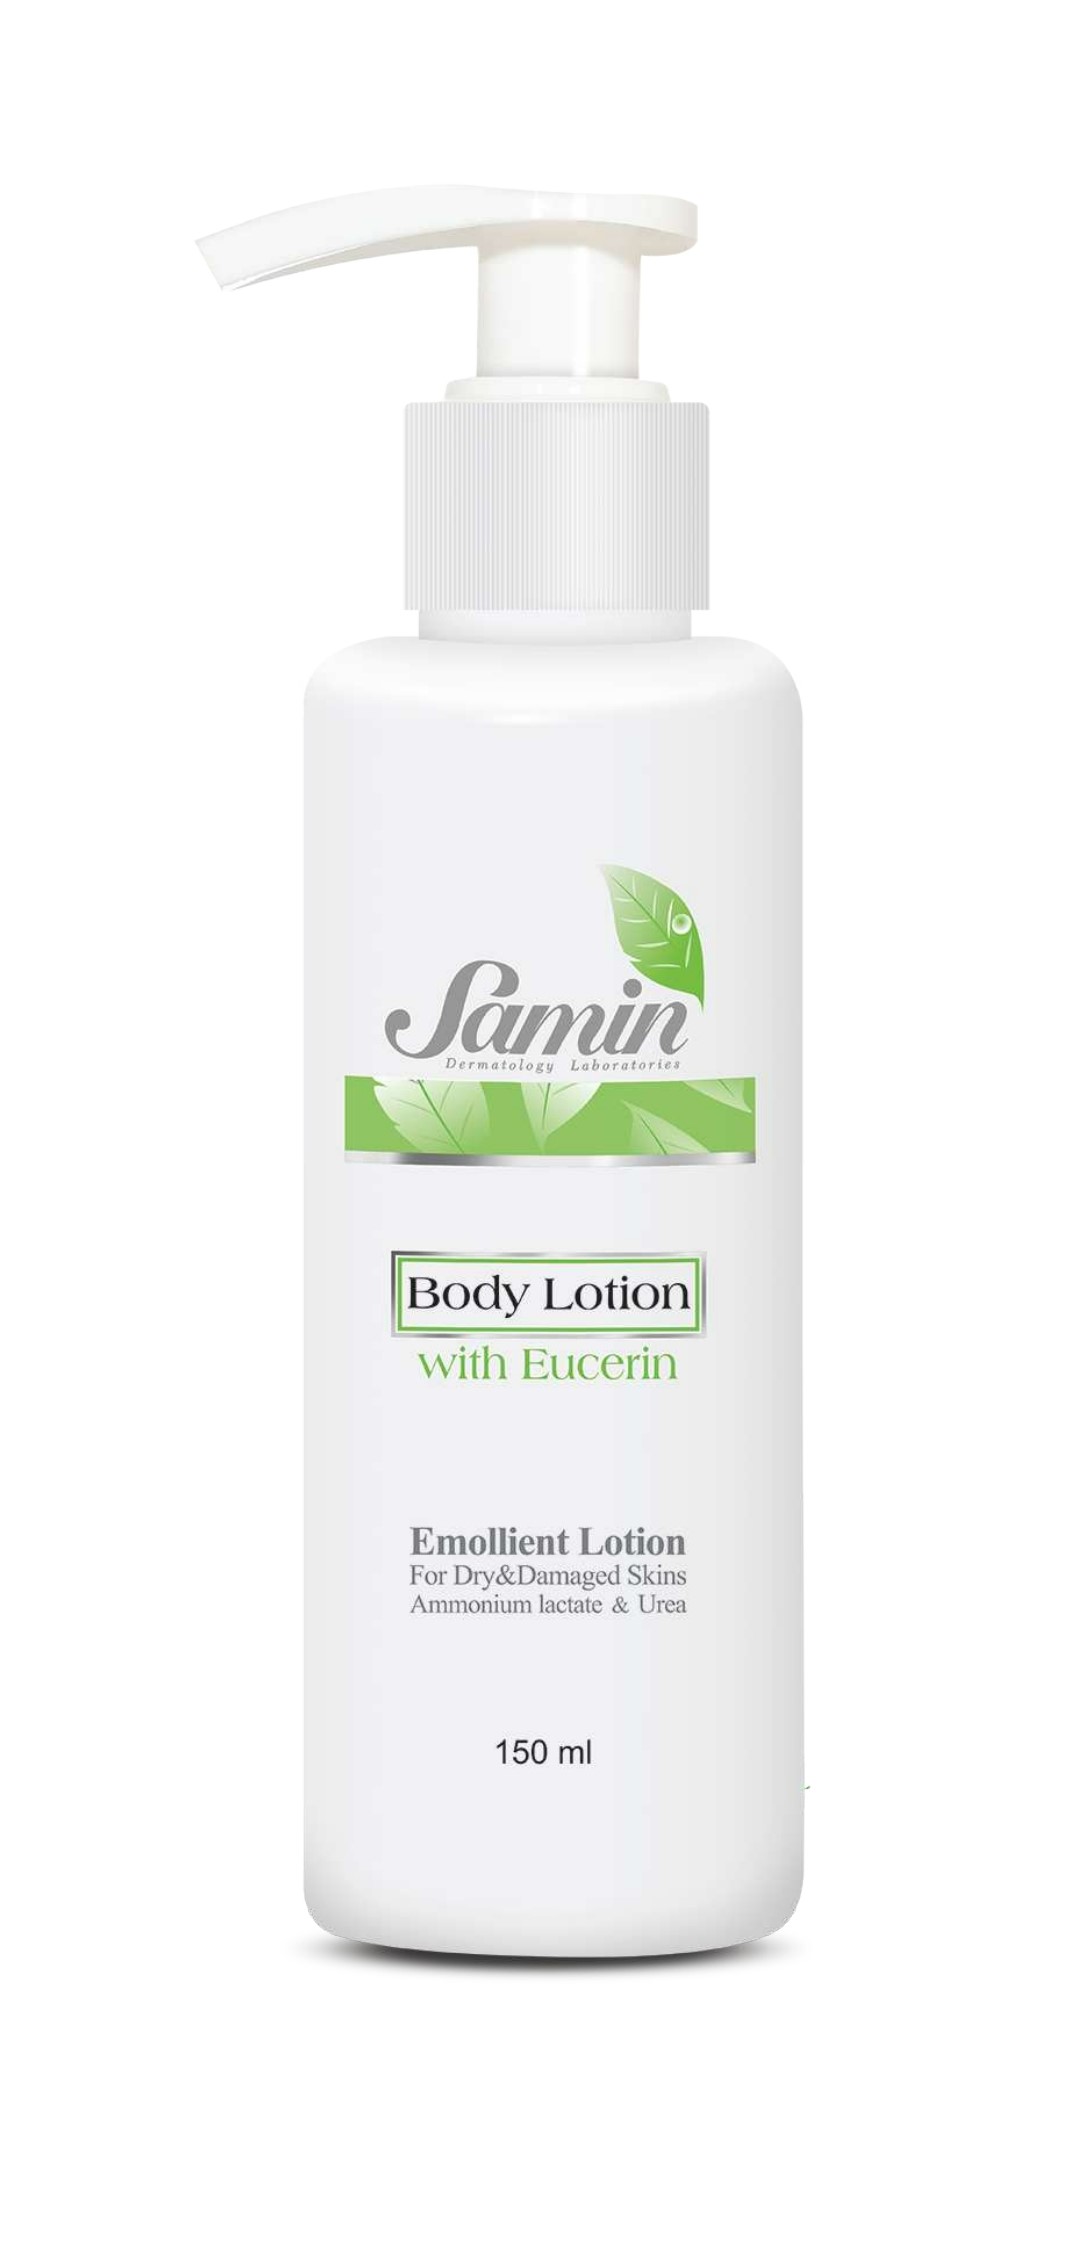 Samin
Dermatology Laboratories
Body Lotion
with Eucerin
Emollient Lotion
For Dry&Damaged Skins
Ammonium lactate & Urea
150 ml